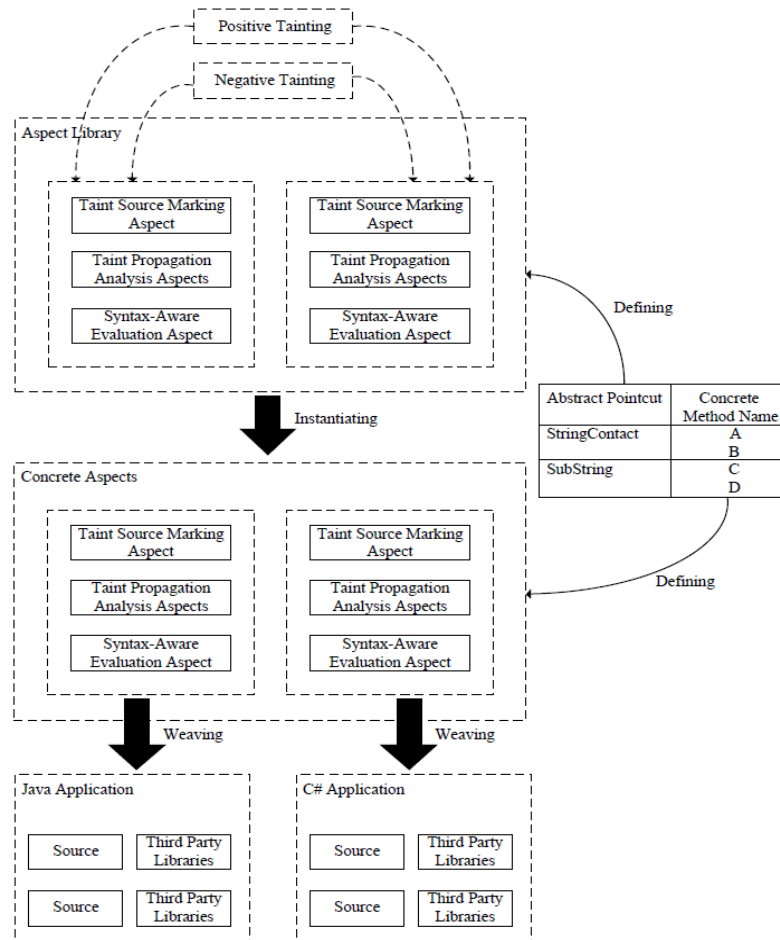 Positive Tainting
Negative Tainting
Aspect Library
Taint Source Marking
Aspect
Taint Propagation
Analysis Aspects
Syntax-Aware
Evaluation Aspect
Taint Source Marking
Aspect
Taint Propagation
Analysis Aspects
Syntax-Aware
Evaluation Aspect
Defining
Abstract Pointcut
Concrete
Method Name
StringContact
A
B
SubString
C
D
Instantiating
Concrete Aspects
Taint Source Marking
Aspect
Taint Propagation
Analysis Aspects
Syntax-Aware
Evaluation Aspect
Taint Source Marking
Aspect
Taint Propagation
Analysis Aspects
Syntax-Aware
Evaluation Aspect
Defining
Weaving
Weaving
Java Application
Source
Third Party
Libraries
Source
Third Party
Libraries
C# Application
Source
Third Party
Libraries
Source
Third Party
Libraries